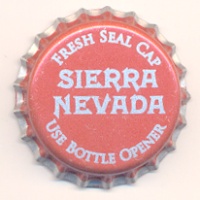 Fresh Seal Cap
SIERRA
NEVADA
Use Bottle Opener